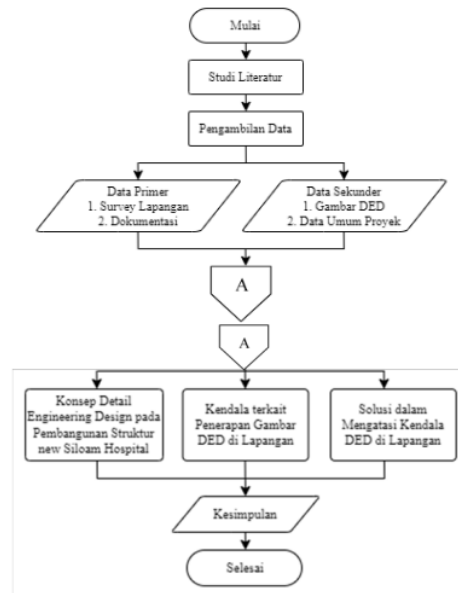 Mulai
Studi Literatur
Pengambilan Data
Data Primer
1. Survey Lapangan
2. Dokumentasi
Data Sekunder
1. Gambar DED
2. Data Umum Proyek
A
A
Konsep Detail
Engineering Design pada
Pembangunan Struktur
new Siloam Hospital
Kendala terkait
Penerapan Gambar
DED di Lapangan
Solusi dalam
Mengatasi Kendala
DED di Lapangan
Kesimpulan
Selesai